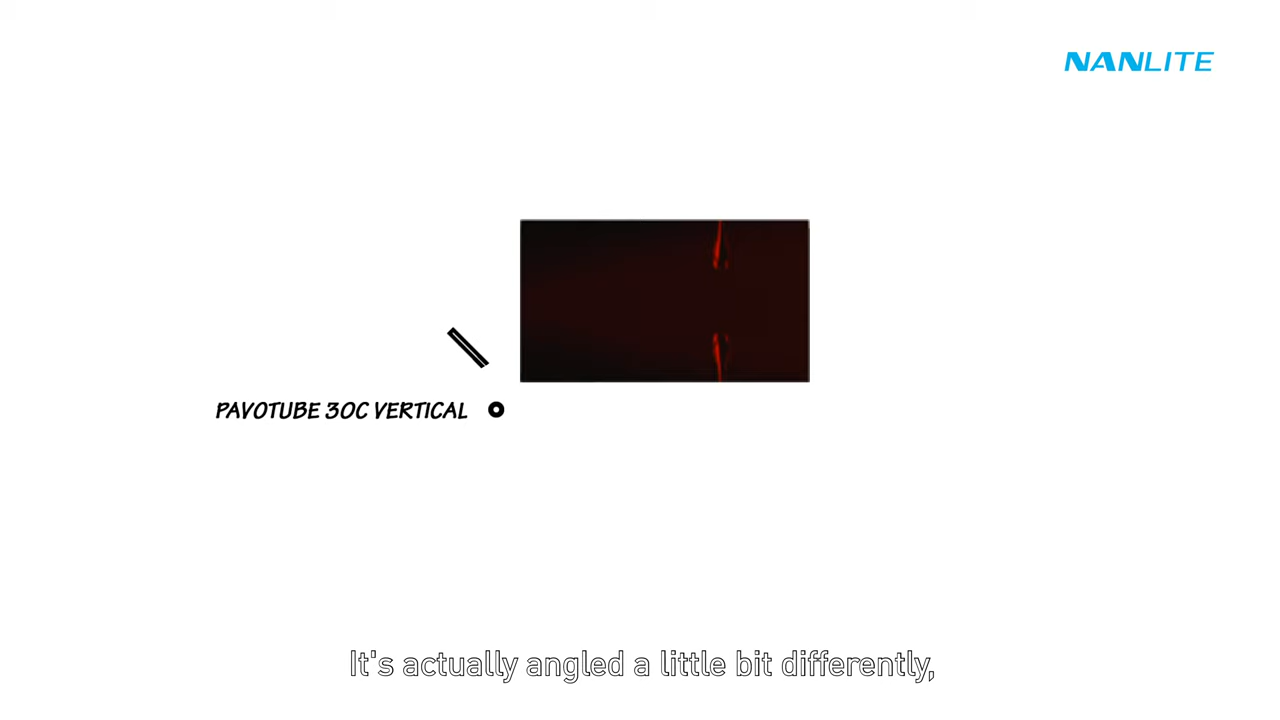 NANLITE
PAVOTUBE 30C VERTICAL
It's actually angled a little bit differently,